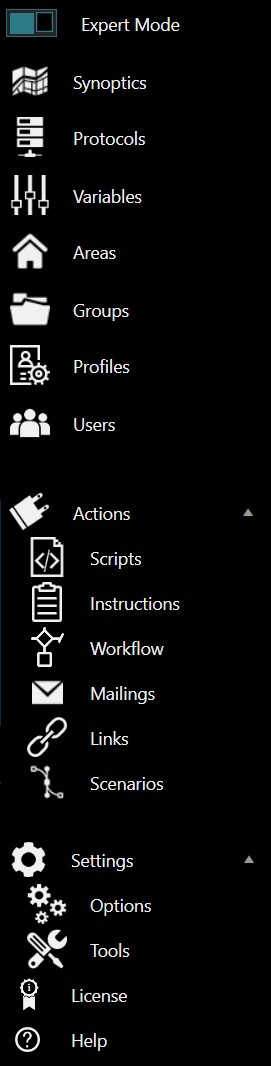 Expert Mode
Synoptics
Protocols
Variables
Areas
Groups
Profiles
Users
Actions
Scripts
Instructions
Workflow
Mailings
Links
Scenarios
Settings
Options
Tools
License
Help